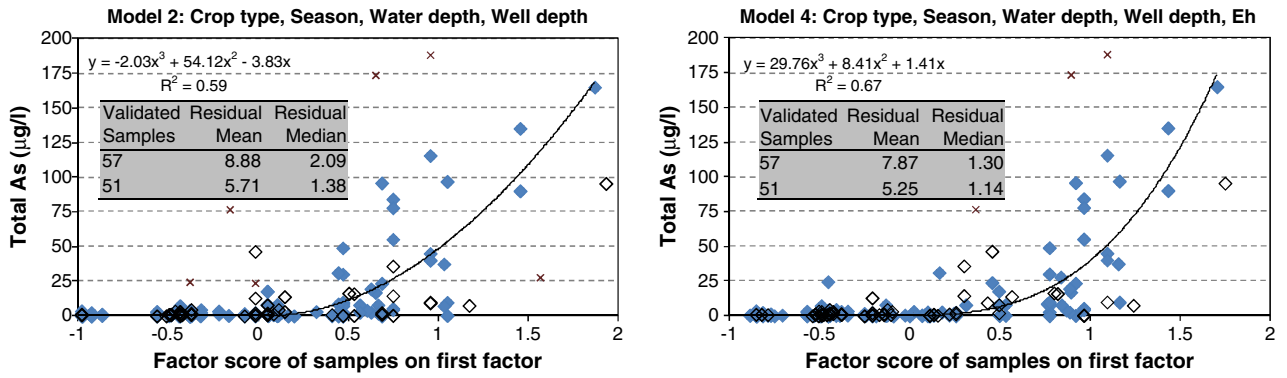 Model 2: Crop type, Season, Water depth, Well depth
y = -2.03x³ + 54.12x² - 3.83x
R² = 0.59
Validated Samples Residual Mean Residual Median
57 8.88 2.09
51 5.71 1.38
Total As (µg/l)
200
175
150
125
100
75
50
25
0
-1 -0.5 0 0.5 1 1.5 2
Factor score of samples on first factor
Model 4: Crop type, Season, Water depth, Well depth, Eh
y = 29.76x³ + 8.41x² + 1.41x
R² = 0.67
Validated Samples Residual Mean Residual Median
57 7.87 1.30
51 5.25 1.14
Total As (µg/l)
200
175
150
125
100
75
50
25
0
-1 -0.5 0 0.5 1 1.5 2
Factor score of samples on first factor